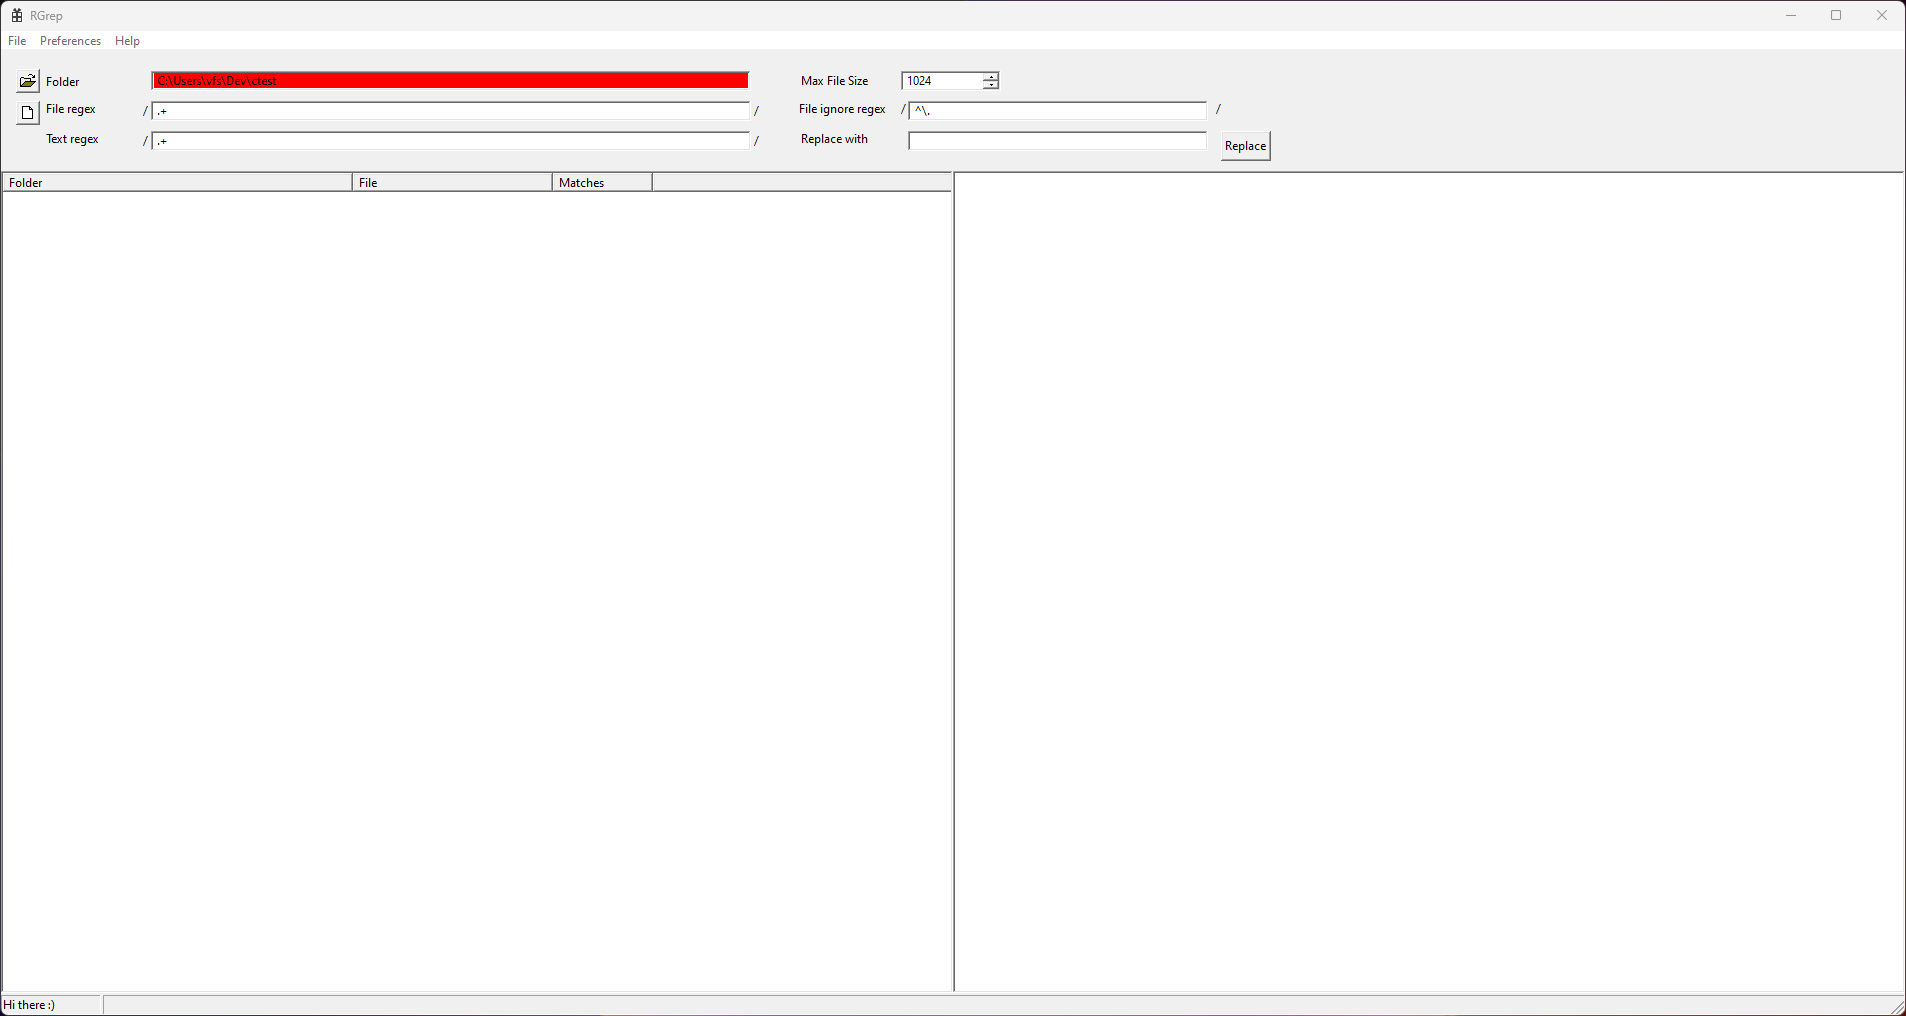 RGrep
File Preferences Help
Folder C:\Users\vfs\Dev\ctest Max File Size 1024
File regex / .+ / File ignore regex / ^\. /
Text regex / .+ / Replace with Replace
Folder File Matches
Hi there :)